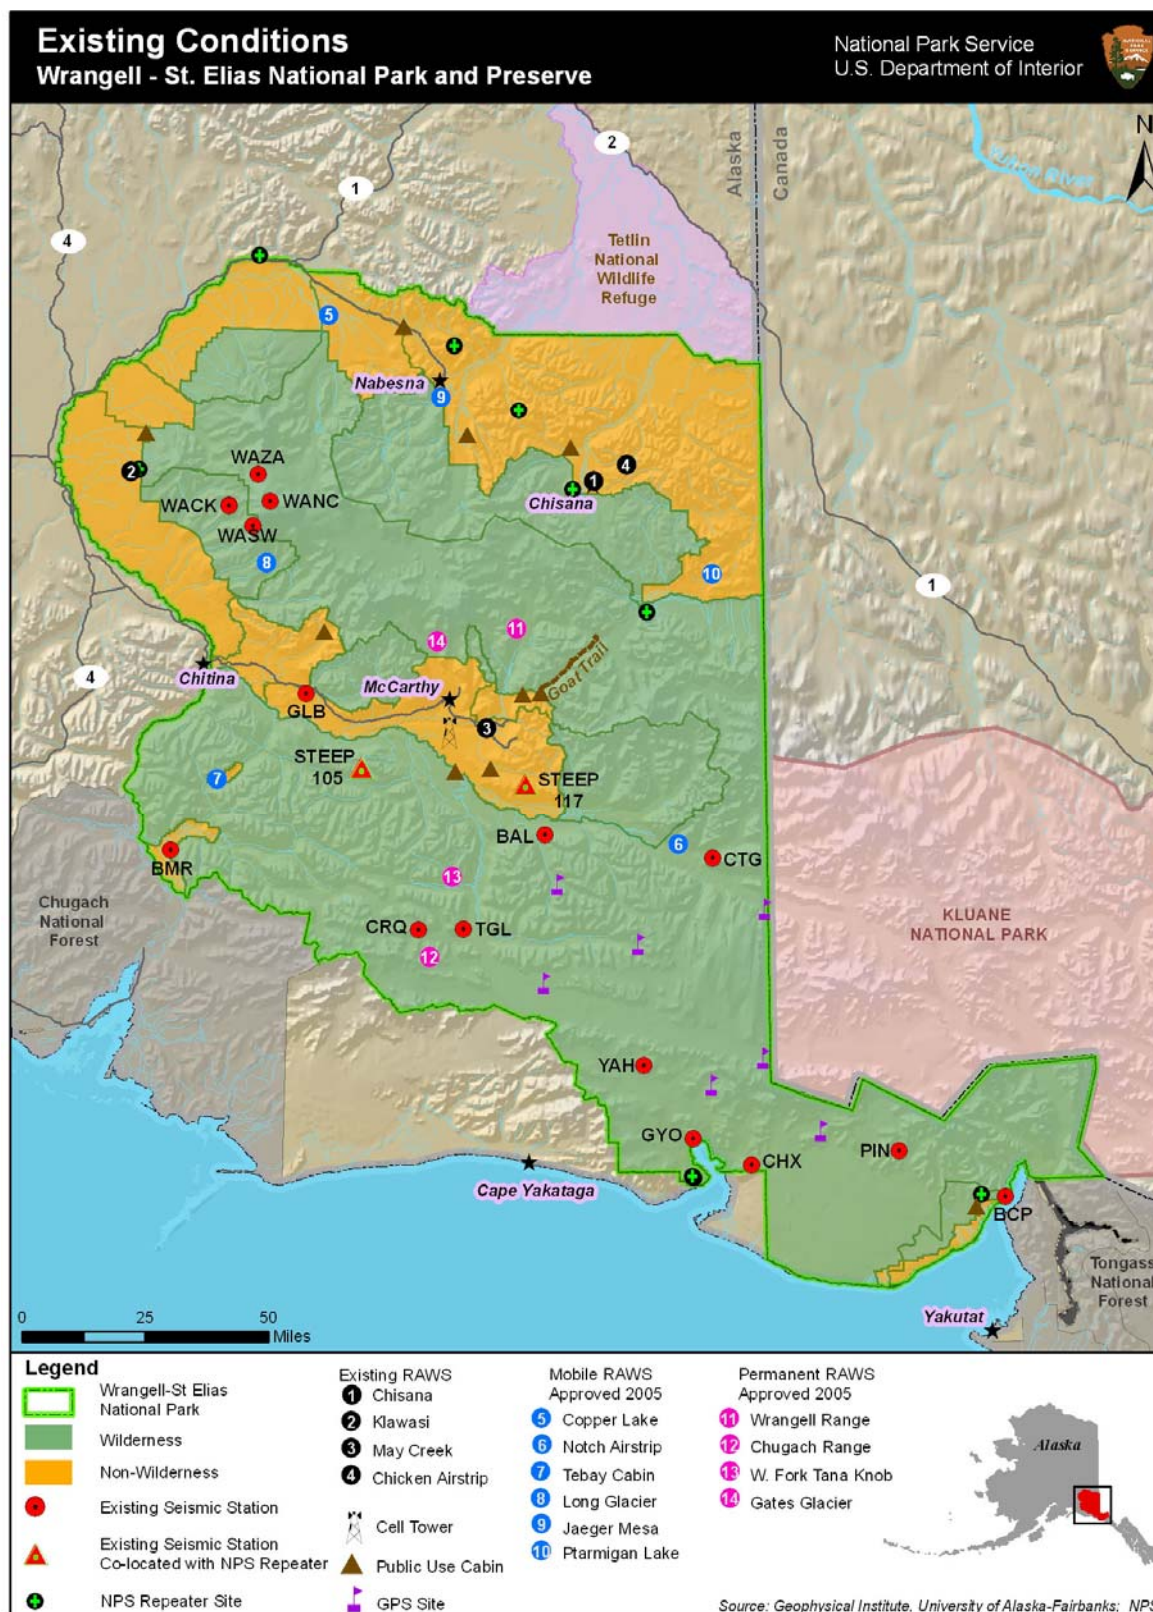 Existing Conditions
Wrangell - St. Elias National Park and Preserve
National Park Service
U.S. Department of Interior
N
Alaska
Canada
Yukon River
2
1
4
Tetlin
National
Wildlife
Refuge
5
Nabesna
9
2
WAZA
WACK
WANC
WASW
8
4
1
Chisana
10
1
14
11
Goat Trail
4
Chitina
McCarthy
GLB
3
STEEP
105
STEEP
117
7
BAL
6
CTG
BMR
13
Chugach
National
Forest
CRQ
TGL
12
KLUANE
NATIONAL PARK
YAH
GYO
CHX
PIN
BCP
Cape Yakataga
Tongass
National
Forest
Yakutat
0 25 50
Miles
Legend
Wrangell-St Elias
National Park
Wilderness
Non-Wilderness
Existing Seismic Station
Existing Seismic Station
Co-located with NPS Repeater
NPS Repeater Site
Existing RAWS
1 Chisana
2 Klawasi
3 May Creek
4 Chicken Airstrip
Cell Tower
Public Use Cabin
GPS Site
Mobile RAWS
Approved 2005
5 Copper Lake
6 Notch Airstrip
7 Tebay Cabin
8 Long Glacier
9 Jaeger Mesa
10 Ptarmigan Lake
Permanent RAWS
Approved 2005
11 Wrangell Range
12 Chugach Range
13 W. Fork Tana Knob
14 Gates Glacier
Alaska
Source: Geophysical Institute, University of Alaska-Fairbanks; NPS